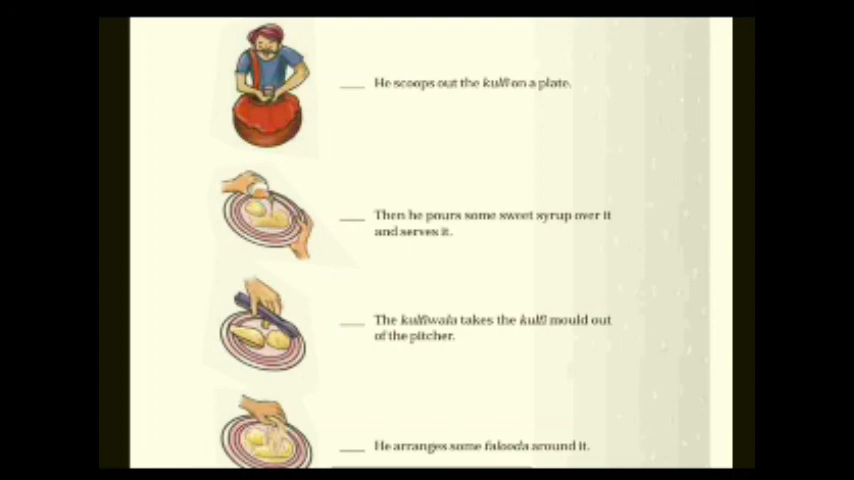 ____ He scoops out the kulfi on a plate.
____ Then he pours some sweet syrup over it
and serves it.
____ The kulfiwala takes the kulfi mould out
of the pitcher.
____ He arranges some falooda around it.